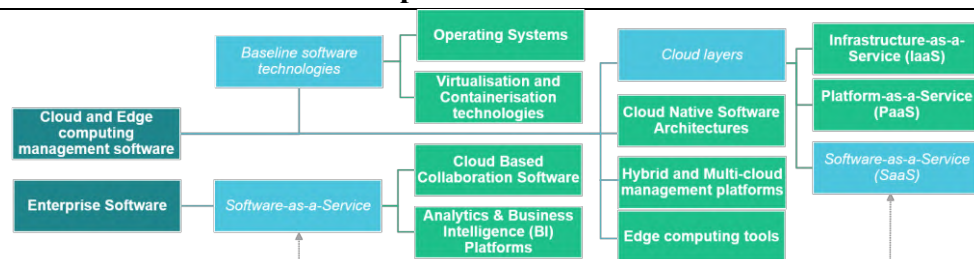 Operating Systems
Baseline software
technologies
Virtualisation and
Containerisation
technologies
Cloud and Edge
computing
management software
Cloud layers
Infrastructure-as-a-
Service (IaaS)
Platform-as-a-Service
(PaaS)
Software-as-a-Service
(SaaS)
Cloud Native Software
Architectures
Hybrid and Multi-cloud
management platforms
Edge computing tools
Enterprise Software
Software-as-a-Service
Cloud Based
Collaboration Software
Analytics & Business
Intelligence (BI)
Platforms